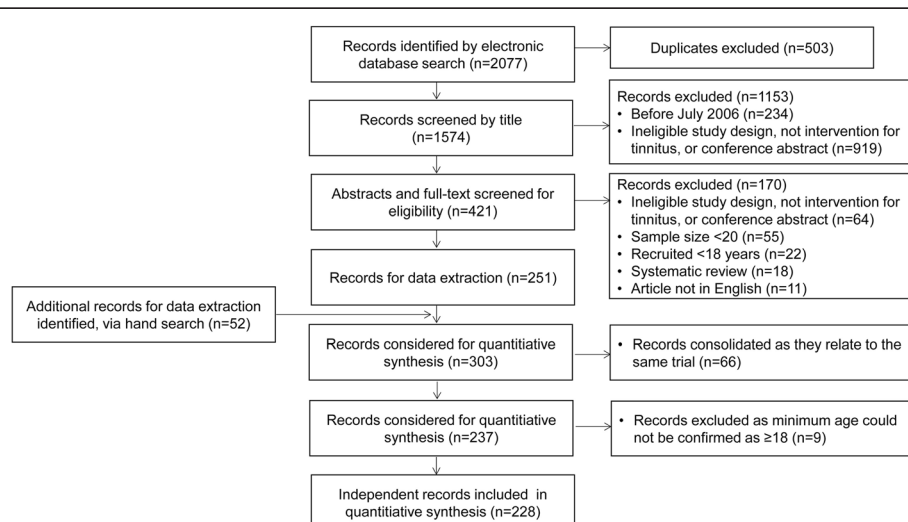 Records identified by electronic
database search (n=2077)
Duplicates excluded (n=503)
Records screened by title
(n=1574)
Records excluded (n=1153)
• Before July 2006 (n=234)
• Ineligible study design, not intervention for
tinnitus, or conference abstract (n=919)
Abstracts and full-text screened for
eligibility (n=421)
Records excluded (n=170)
• Ineligible study design, not intervention for
tinnitus, or conference abstract (n=64)
• Sample size <20 (n=55)
• Recruited <18 years (n=22)
• Systematic review (n=18)
• Article not in English (n=11)
Records for data extraction (n=251)
Additional records for data extraction
identified, via hand search (n=52)
Records considered for quantitative
synthesis (n=303)
• Records consolidated as they relate to the
same trial (n=66)
Records considered for quantitative
synthesis (n=237)
• Records excluded as minimum age could
not be confirmed as ≥18 (n=9)
Independent records included in
quantitative synthesis (n=228)